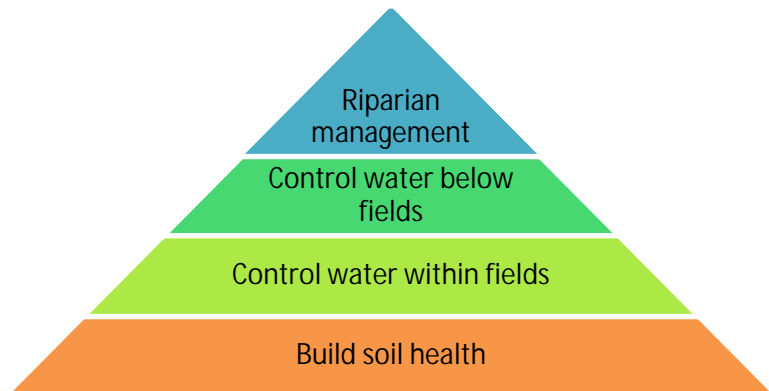 Riparian
management
Control water below
fields
Control water within fields
Build soil health